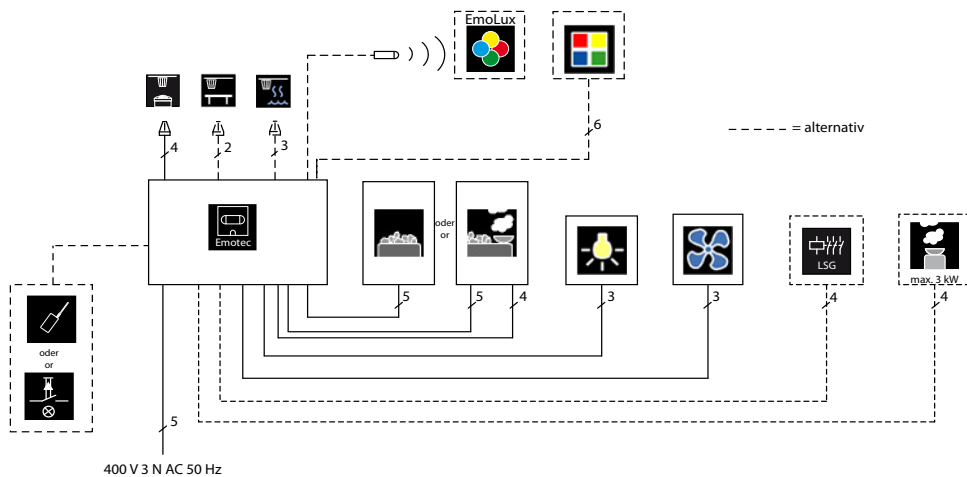 EmoLux
6
= alternativ
4
2
3
Emotec
oder
or
LSG
max. 3 kW
5
5
4
3
3
4
4
oder
or
5
400 V 3 N AC 50 Hz